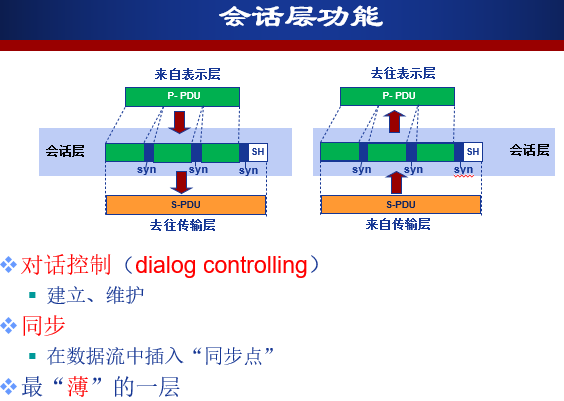 会话层功能
来自表示层
去往表示层
P- PDU
P- PDU
会话层
SH
SH
会话层
syn
syn
syn
syn
syn
syn
S-PDU
S-PDU
去往传输层
来自传输层
对话控制（dialog controlling）
建立、维护
同步
在数据流中插入“同步点”
最“薄”的一层